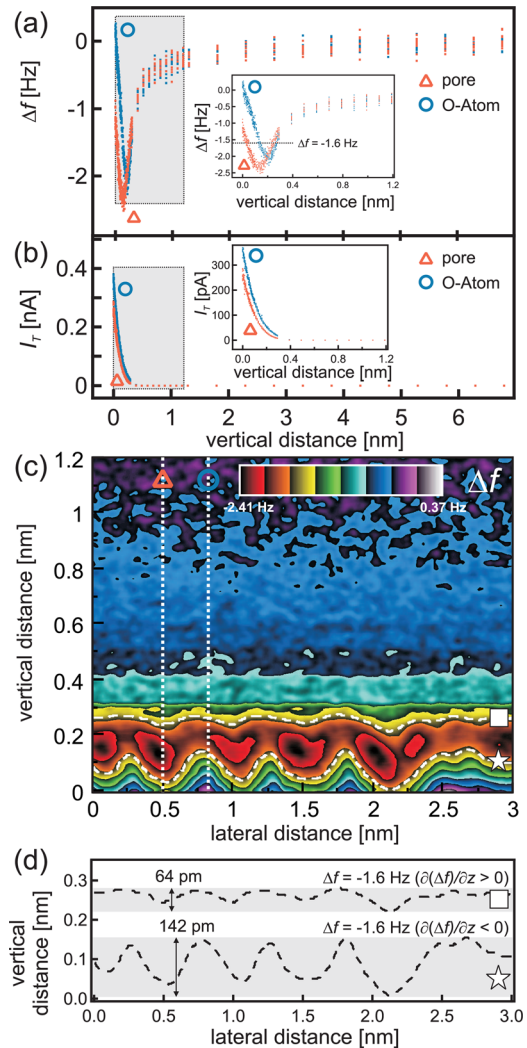 (a)
0
-1
-2
Δf [Hz]
pore
O-Atom
0.0
-0.5
-1.0
-1.5
-2.0
-2.5
Δf [Hz]
Δf = -1.6 Hz
0.0 0.4 0.8 1.2
vertical distance [nm]
(b)
0.4
0.2
0
I_T [nA]
pore
O-Atom
300
200
100
0
I_T [pA]
0.0 0.4 0.8 1.2
vertical distance [nm]
0 1 2 3 4 5 6
vertical distance [nm]
(c)
Δf
-2.41 Hz 0.37 Hz
1.2
1
0.8
0.6
0.4
0.2
0
vertical distance [nm]
0 0.5 1 1.5 2 2.5 3
lateral distance [nm]
(d)
64 pm Δf = -1.6 Hz (∂(Δf)/∂z > 0)
142 pm Δf = -1.6 Hz (∂(Δf)/∂z < 0)
0.3
0.2
0.1
0.0
vertical
distance [nm]
0.0 0.5 1.0 1.5 2.0 2.5 3.0
lateral distance [nm]